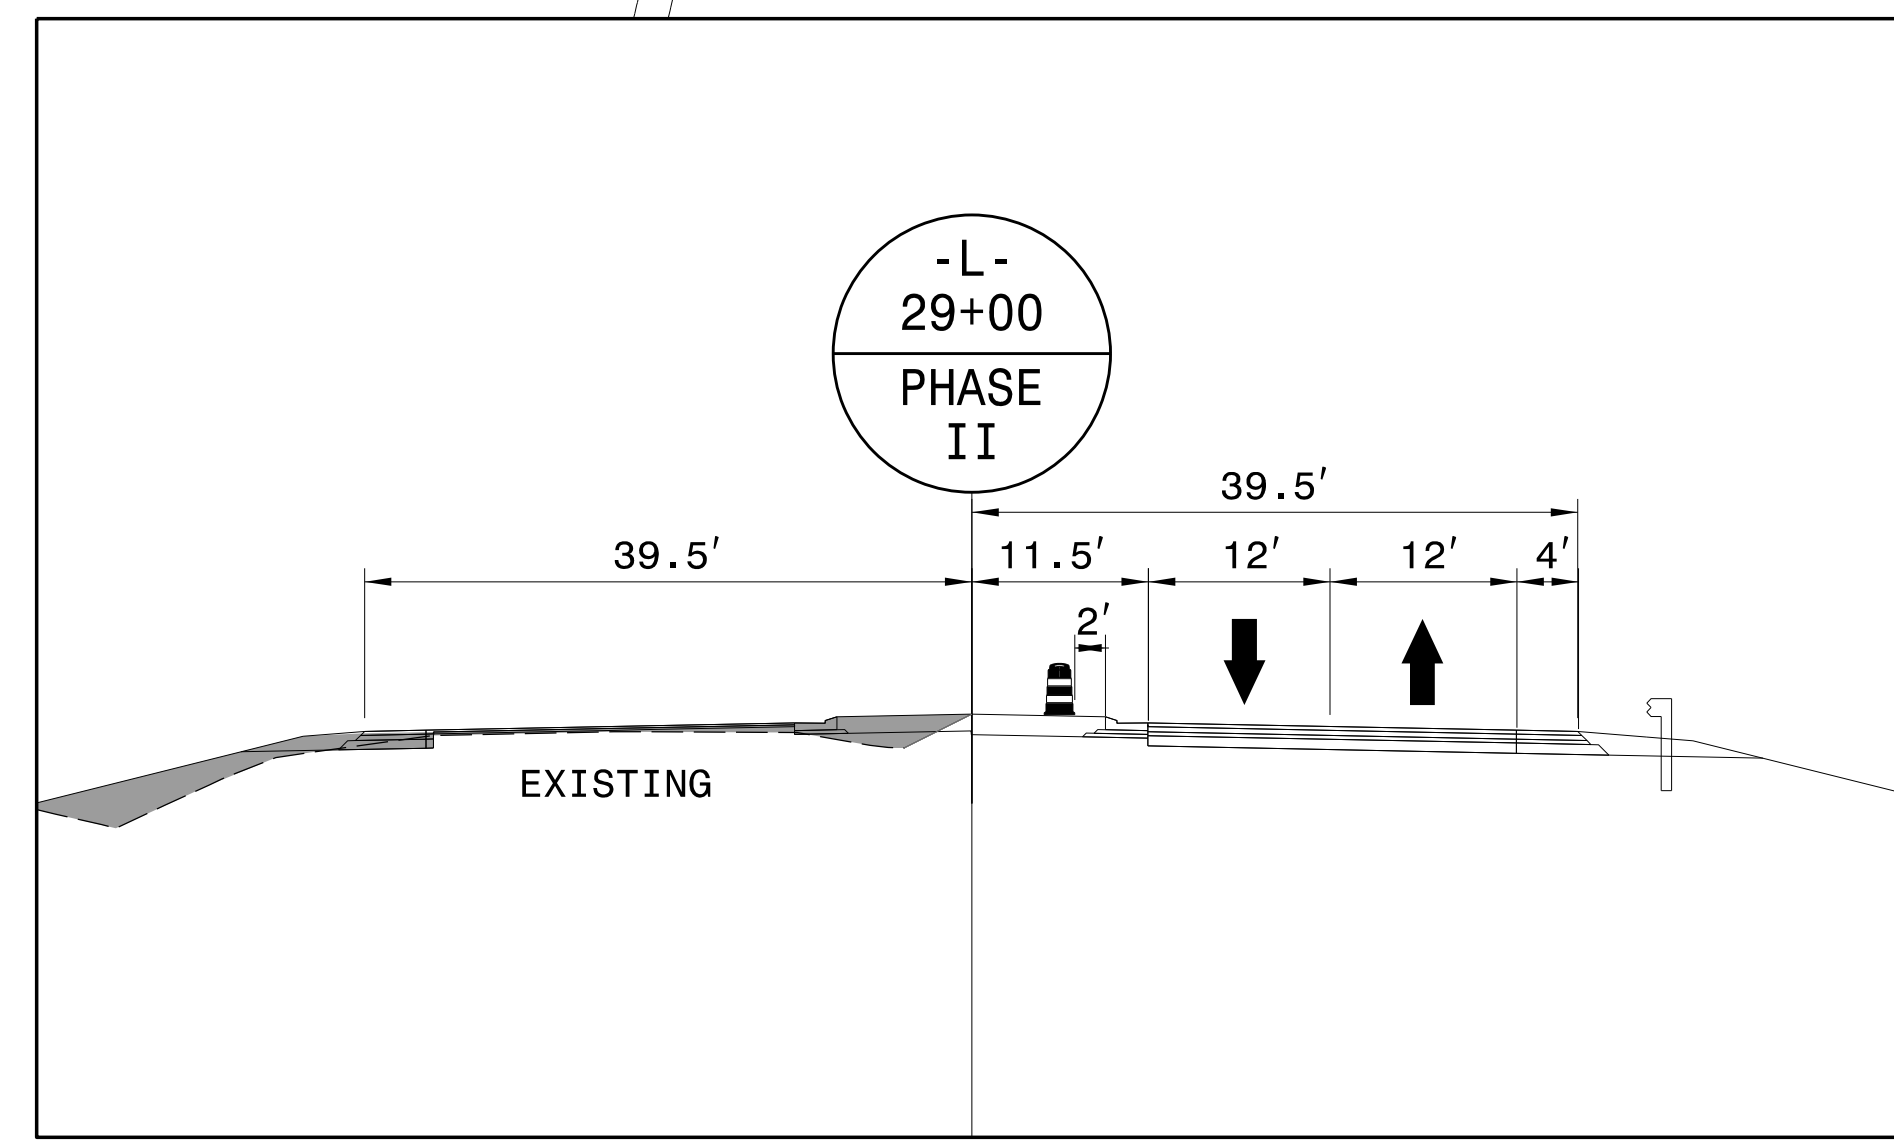 -L-
29+00
PHASE
II
39.5'
39.5' 11.5' 12' 12' 4'
2'
EXISTING